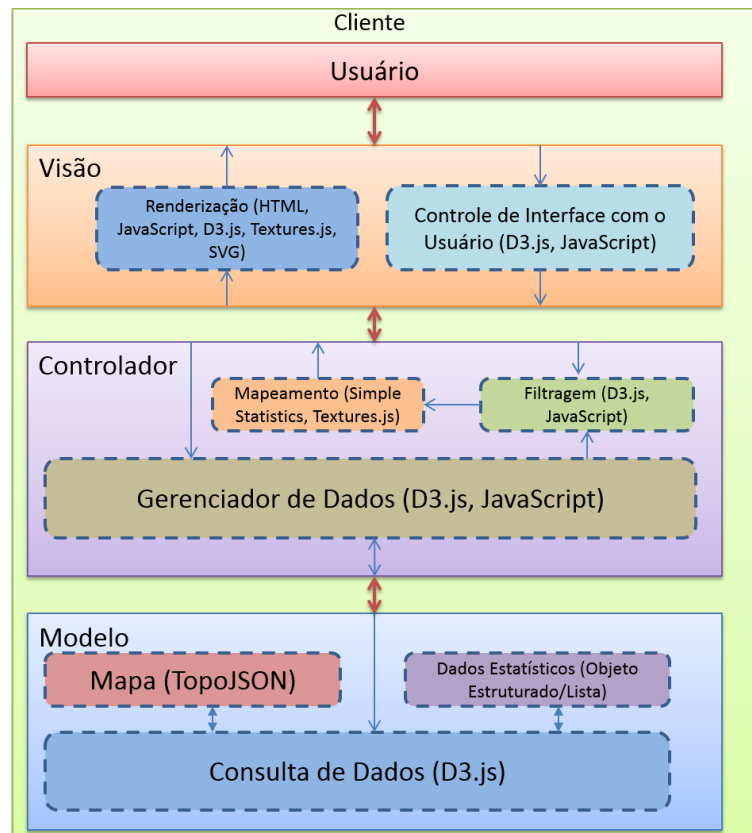 Cliente
Usuário
Visão
Renderização (HTML,
JavaScript, D3.js, Textures.js,
SVG)
Controle de Interface com o
Usuário (D3.js, JavaScript)
Controlador
Mapeamento (Simple
Statistics, Textures.js)
Filtragem (D3.js,
JavaScript)
Gerenciador de Dados (D3.js, JavaScript)
Modelo
Mapa (TopoJSON)
Dados Estatísticos (Objeto
Estruturado/Lista)
Consulta de Dados (D3.js)